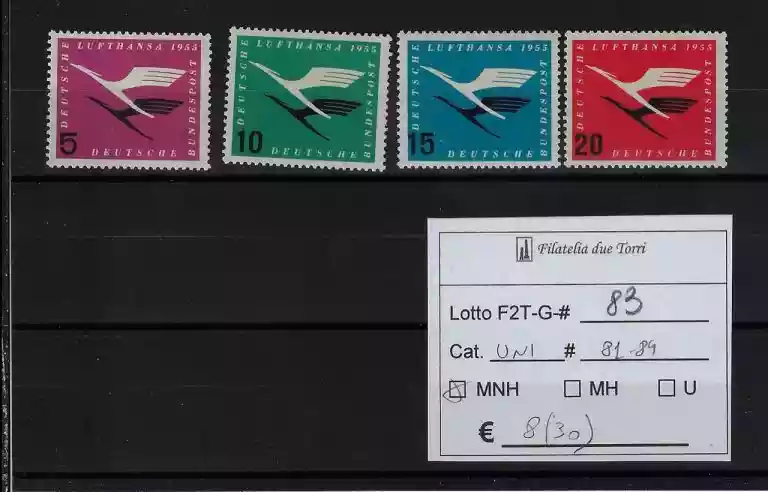 DEUTSCHE LUFTHANSA 1955
5
DEUTSCHE BUNDESPOST
DEUTSCHE LUFTHANSA 1955
10
DEUTSCHE BUNDESPOST
DEUTSCHE LUFTHANSA 1955
15
DEUTSCHE BUNDESPOST
DEUTSCHE LUFTHANSA 1955
20
DEUTSCHE BUNDESPOST
Filatelia due Torri
Lotto F2T-G-# 83
Cat. UNI # 81-84
MNH MH U
€ 8(30)